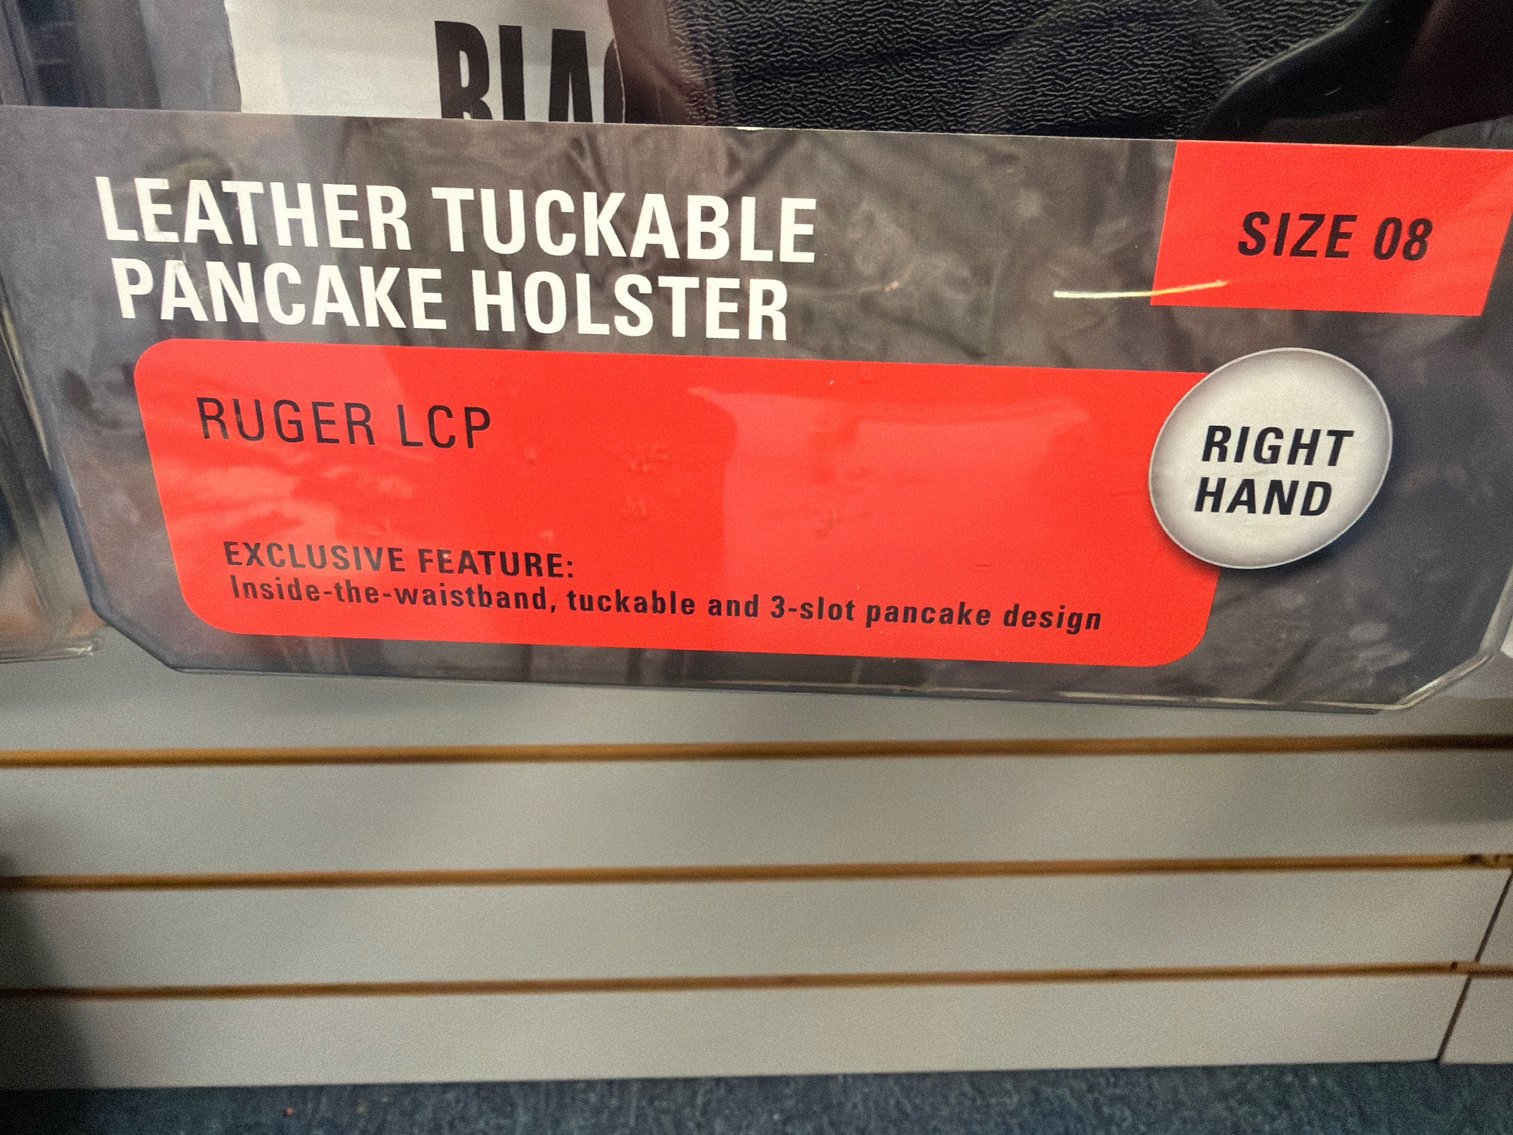 LEATHER TUCKABLE
PANCAKE HOLSTER
SIZE 08
RUGER LCP
RIGHT
HAND
EXCLUSIVE FEATURE:
Inside-the-waistband, tuckable and 3-slot pancake design